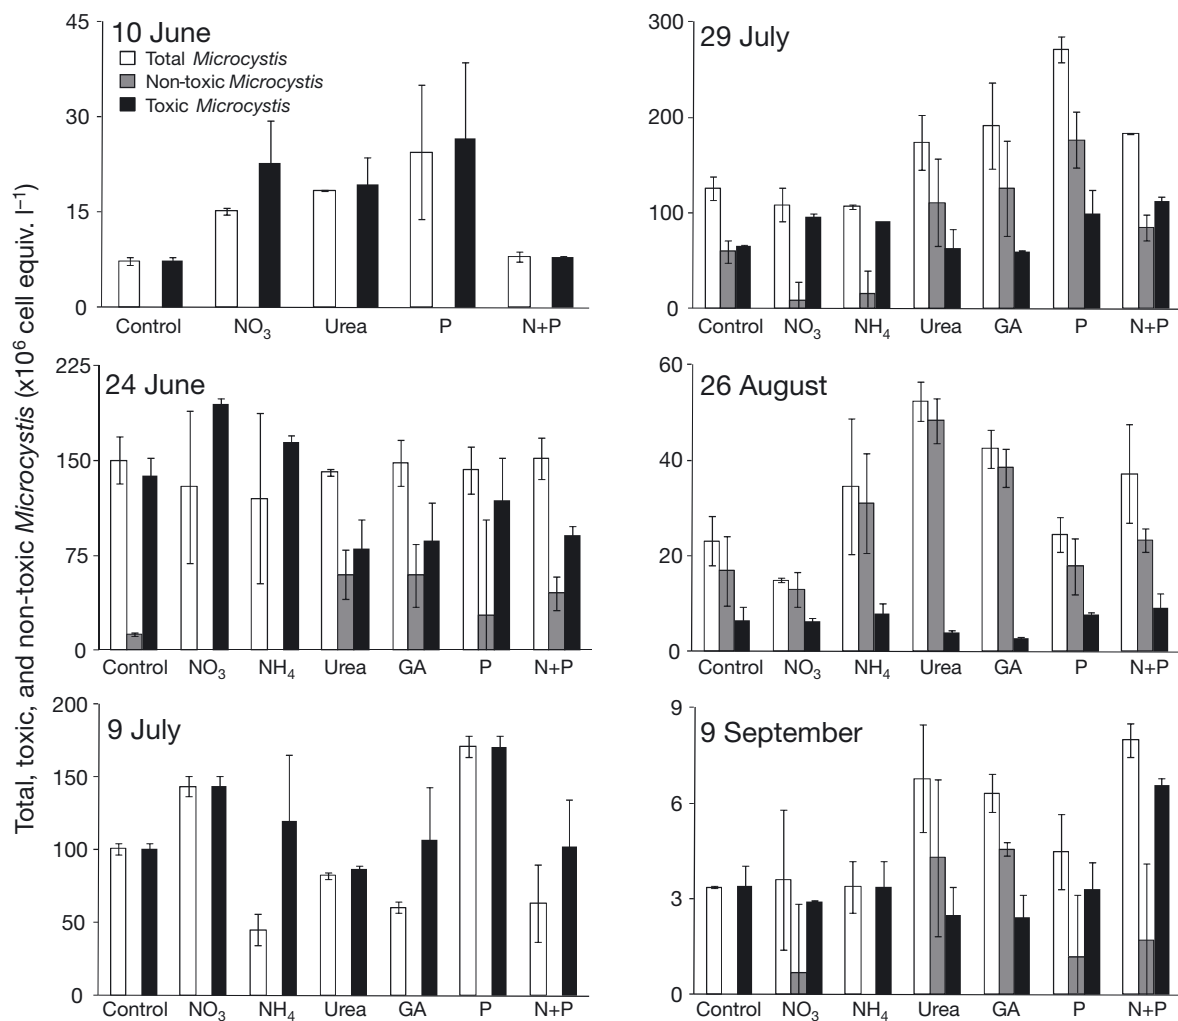 Total, toxic, and non-toxic Microcystis (x10⁶ cell equiv. l⁻¹)
10 June
Total Microcystis
Non-toxic Microcystis
Toxic Microcystis
45
30
15
0
Control NO₃ Urea P N+P
29 July
300
200
100
0
Control NO₃ NH₄ Urea GA P N+P
24 June
225
150
75
0
Control NO₃ NH₄ Urea GA P N+P
26 August
60
40
20
0
Control NO₃ NH₄ Urea GA P N+P
9 July
200
150
100
50
0
Control NO₃ NH₄ Urea GA P N+P
9 September
9
6
3
0
Control NO₃ NH₄ Urea GA P N+P